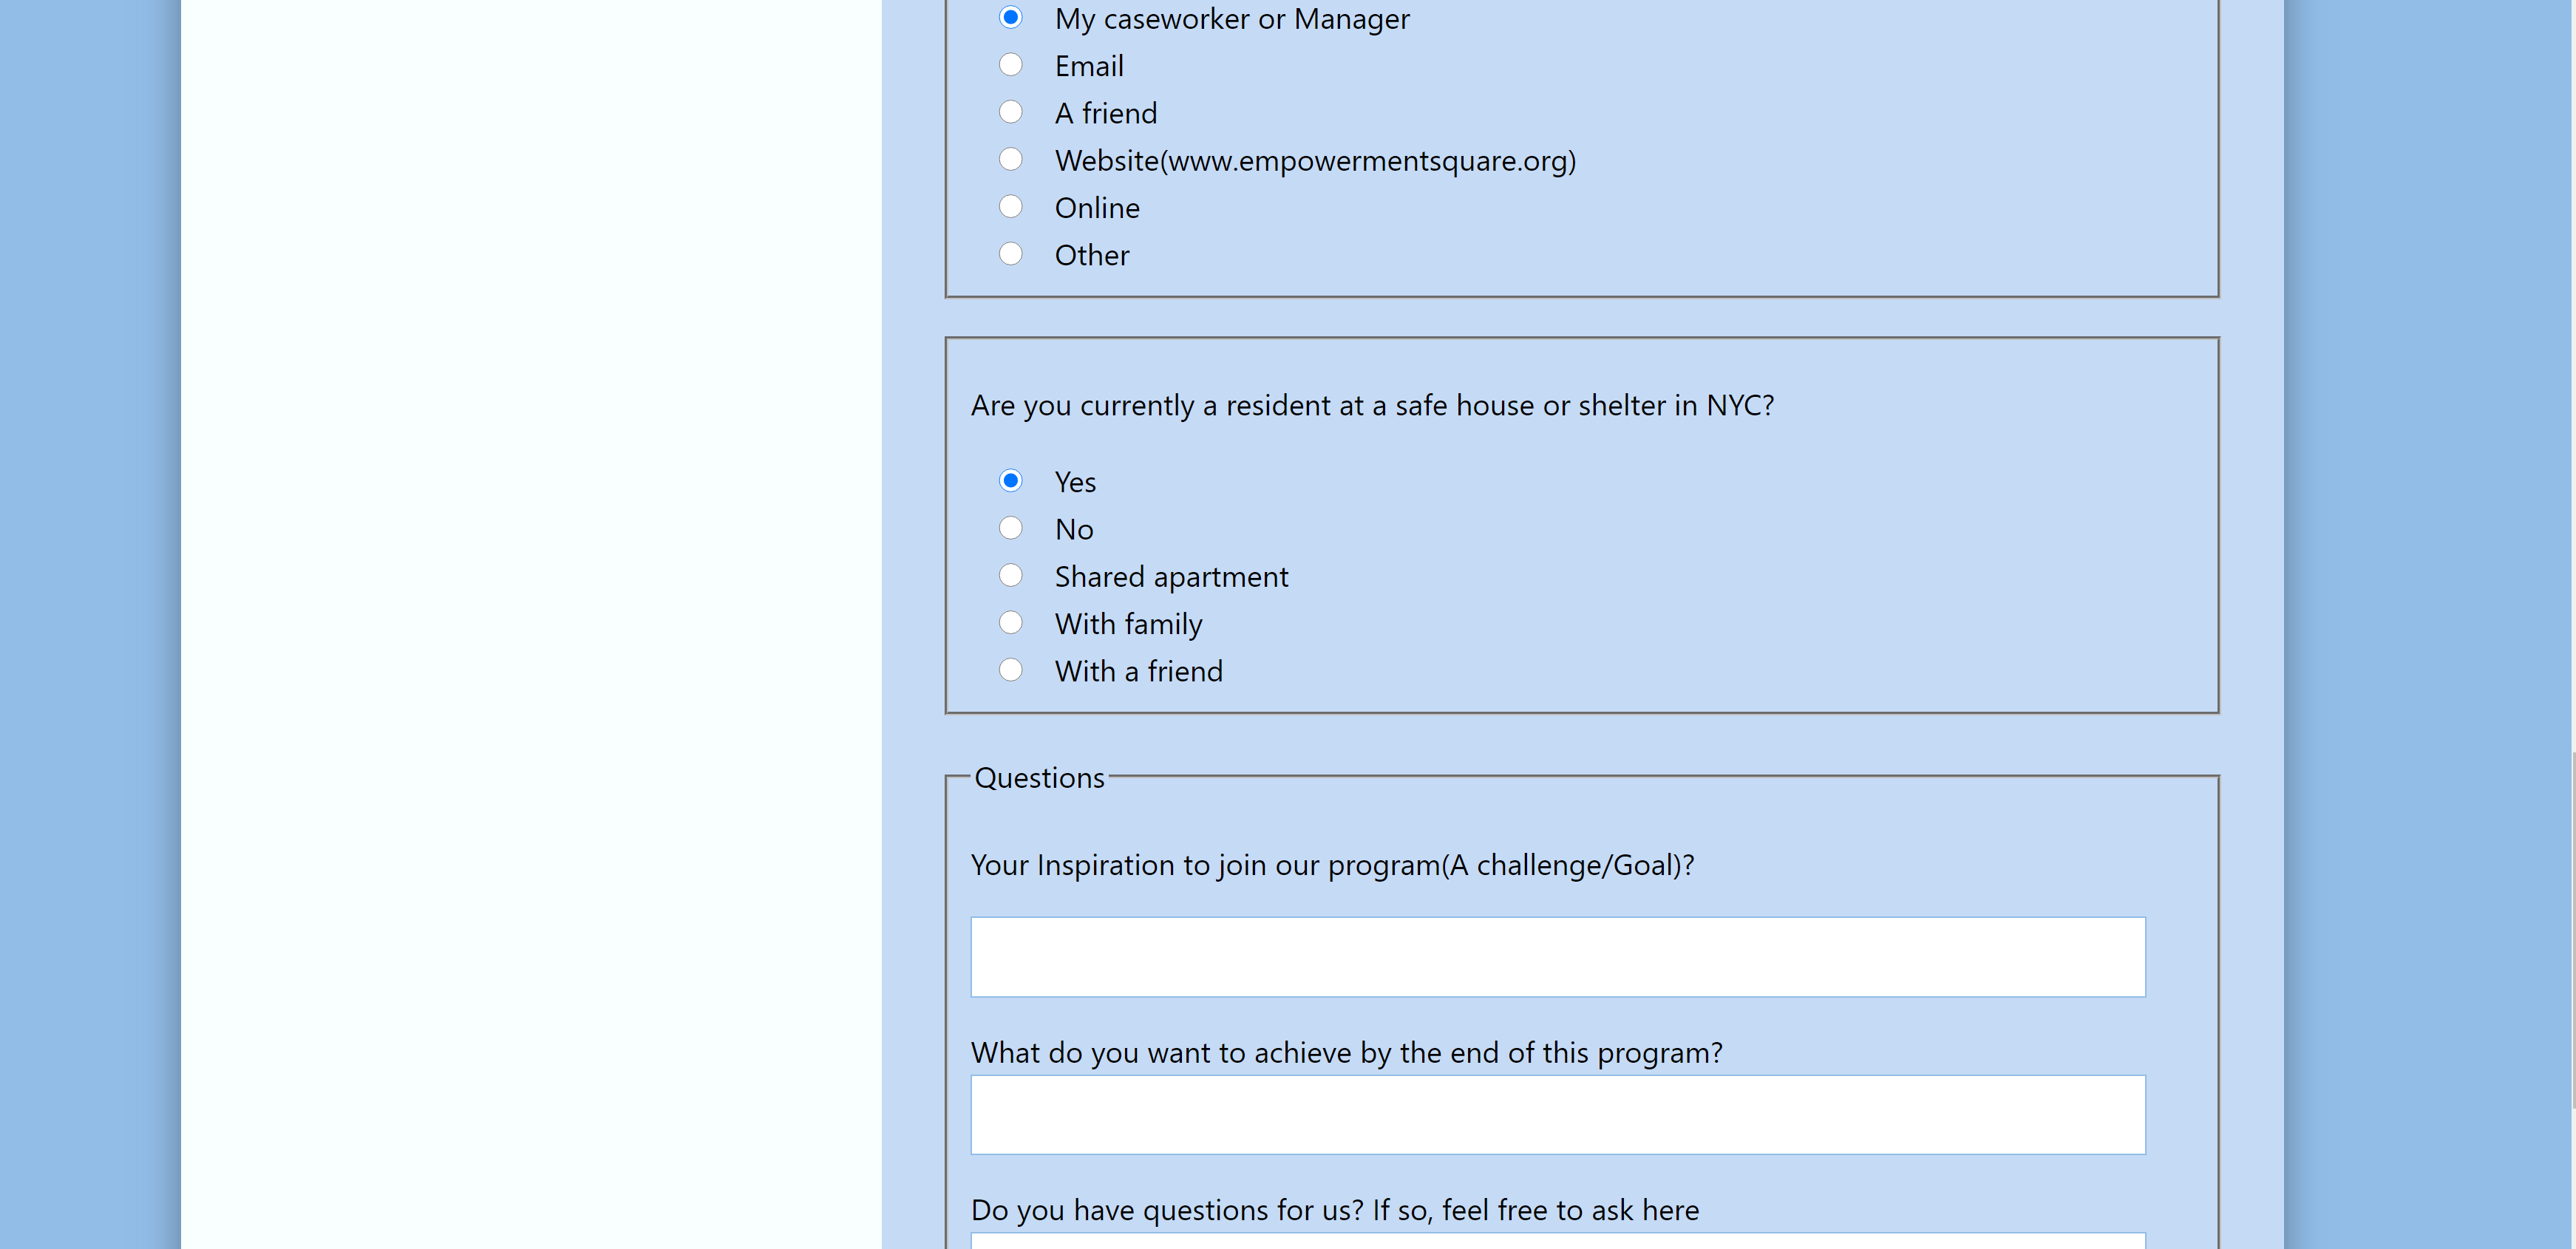 My caseworker or Manager
Email
A friend
Website(www.empowermentsquare.org)
Online
Other
Are you currently a resident at a safe house or shelter in NYC?
Yes
No
Shared apartment
With family
With a friend
Questions
Your Inspiration to join our program(A challenge/Goal)?
What do you want to achieve by the end of this program?
Do you have questions for us? If so, feel free to ask here